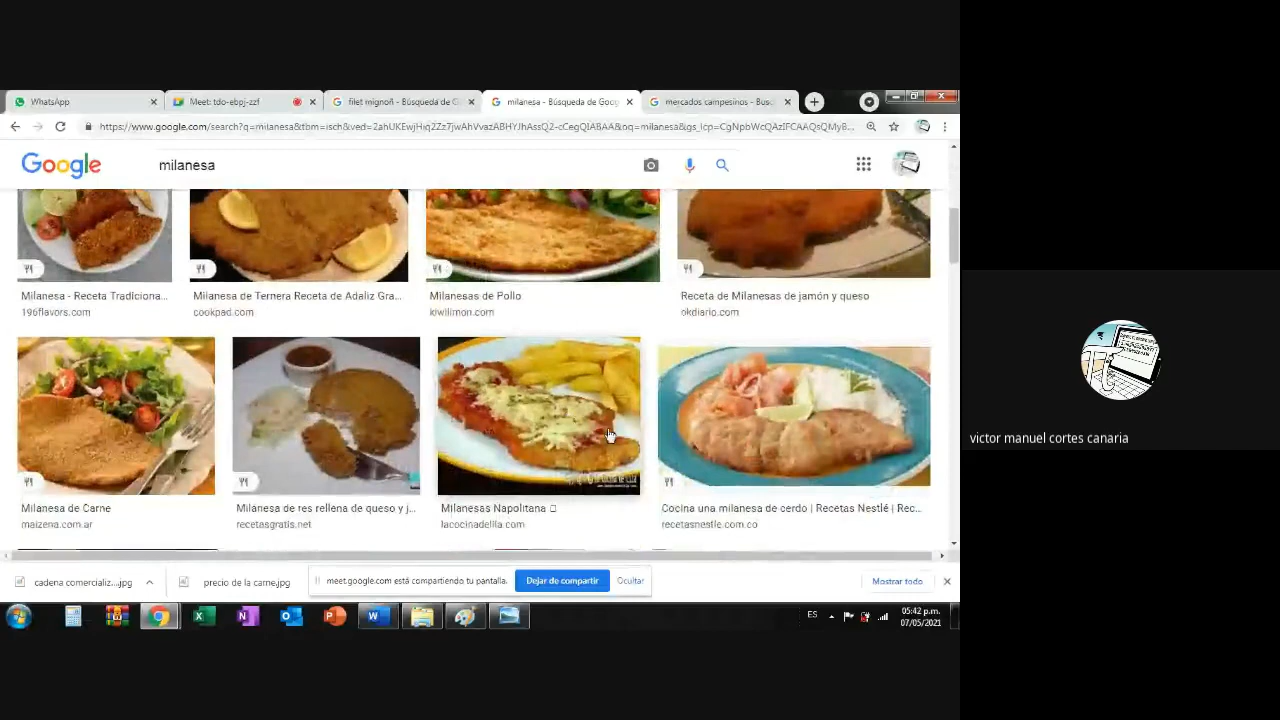 WhatsApp
Meet: tdo-ebpj-zzf
filet mignoñ - Búsqueda de G
milanesa - Búsqueda de Goog
mercados campesinos - Búsc
Google
milanesa
Milanesa - Receta Tradiciona...
196flavors.com
Milanesa de Ternera Receta de Adaliz Gra...
cookpad.com
Milanesas de Pollo
kiwilimon.com
Receta de Milanesas de jamón y queso
okdiario.com
Milanesa de Carne
maizena.com.ar
Milanesa de res rellena de queso y j...
recetasgratis.net
Milanesas Napolitana
lacocinadelila.com
Cocina una milanesa de cerdo | Recetas Nestlé | Rec...
recetasnestle.com.co
victor manuel cortes canaria
cadena comercializ...jpg
precio de la carne.jpg
meet.google.com está compartiendo tu pantalla.
Dejar de compartir
Ocultar
Mostrar todo
ES
05:42 p.m.
07/05/2021